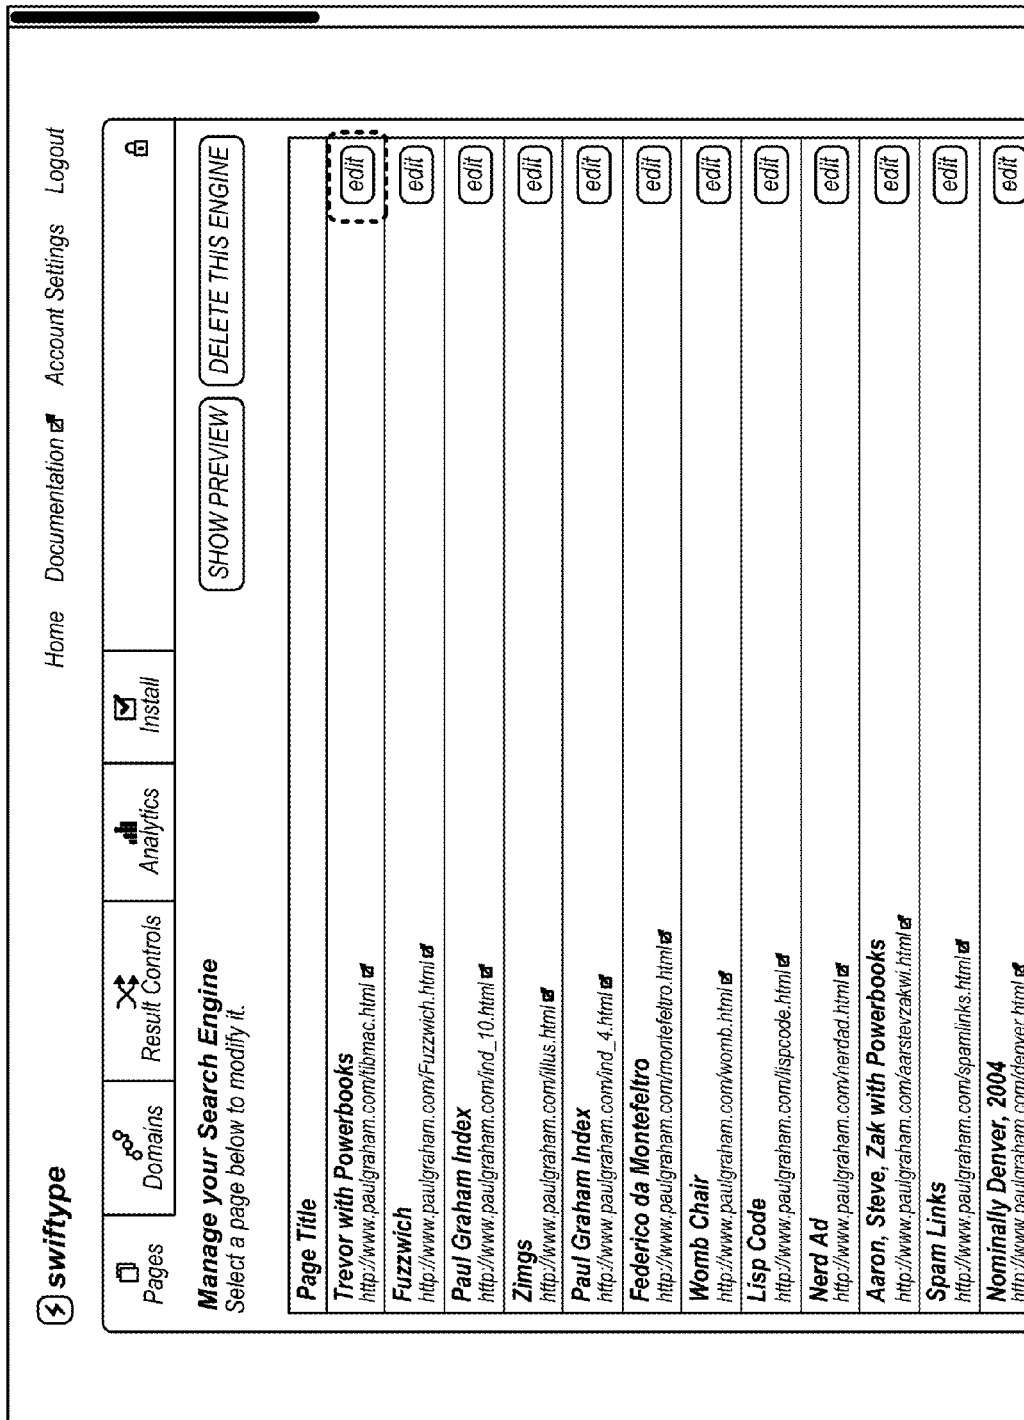 swiftype
Home Documentation Account Settings Logout
Pages Domains Result Controls Analytics Install
Manage your Search Engine
Select a page below to modify it.
SHOW PREVIEW DELETE THIS ENGINE
Page Title
Trevor with Powerbooks
http://www.paulgraham.com/tlbmac.html
edit
Fuzzwich
http://www.paulgraham.com/Fuzzwich.html
edit
Paul Graham Index
http://www.paulgraham.com/ind_10.html
edit
Zimgs
http://www.paulgraham.com/illus.html
edit
Paul Graham Index
http://www.paulgraham.com/ind_4.html
edit
Federico da Montefeltro
http://www.paulgraham.com/montefeltro.html
edit
Womb Chair
http://www.paulgraham.com/womb.html
edit
Lisp Code
http://www.paulgraham.com/lispcode.html
edit
Nerd Ad
http://www.paulgraham.com/nerdad.html
edit
Aaron, Steve, Zak with Powerbooks
http://www.paulgraham.com/aarstevzakwi.html
edit
Spam Links
http://www.paulgraham.com/spamlinks.html
edit
Nominally Denver, 2004
http://www.paulgraham.com/denver.html
edit